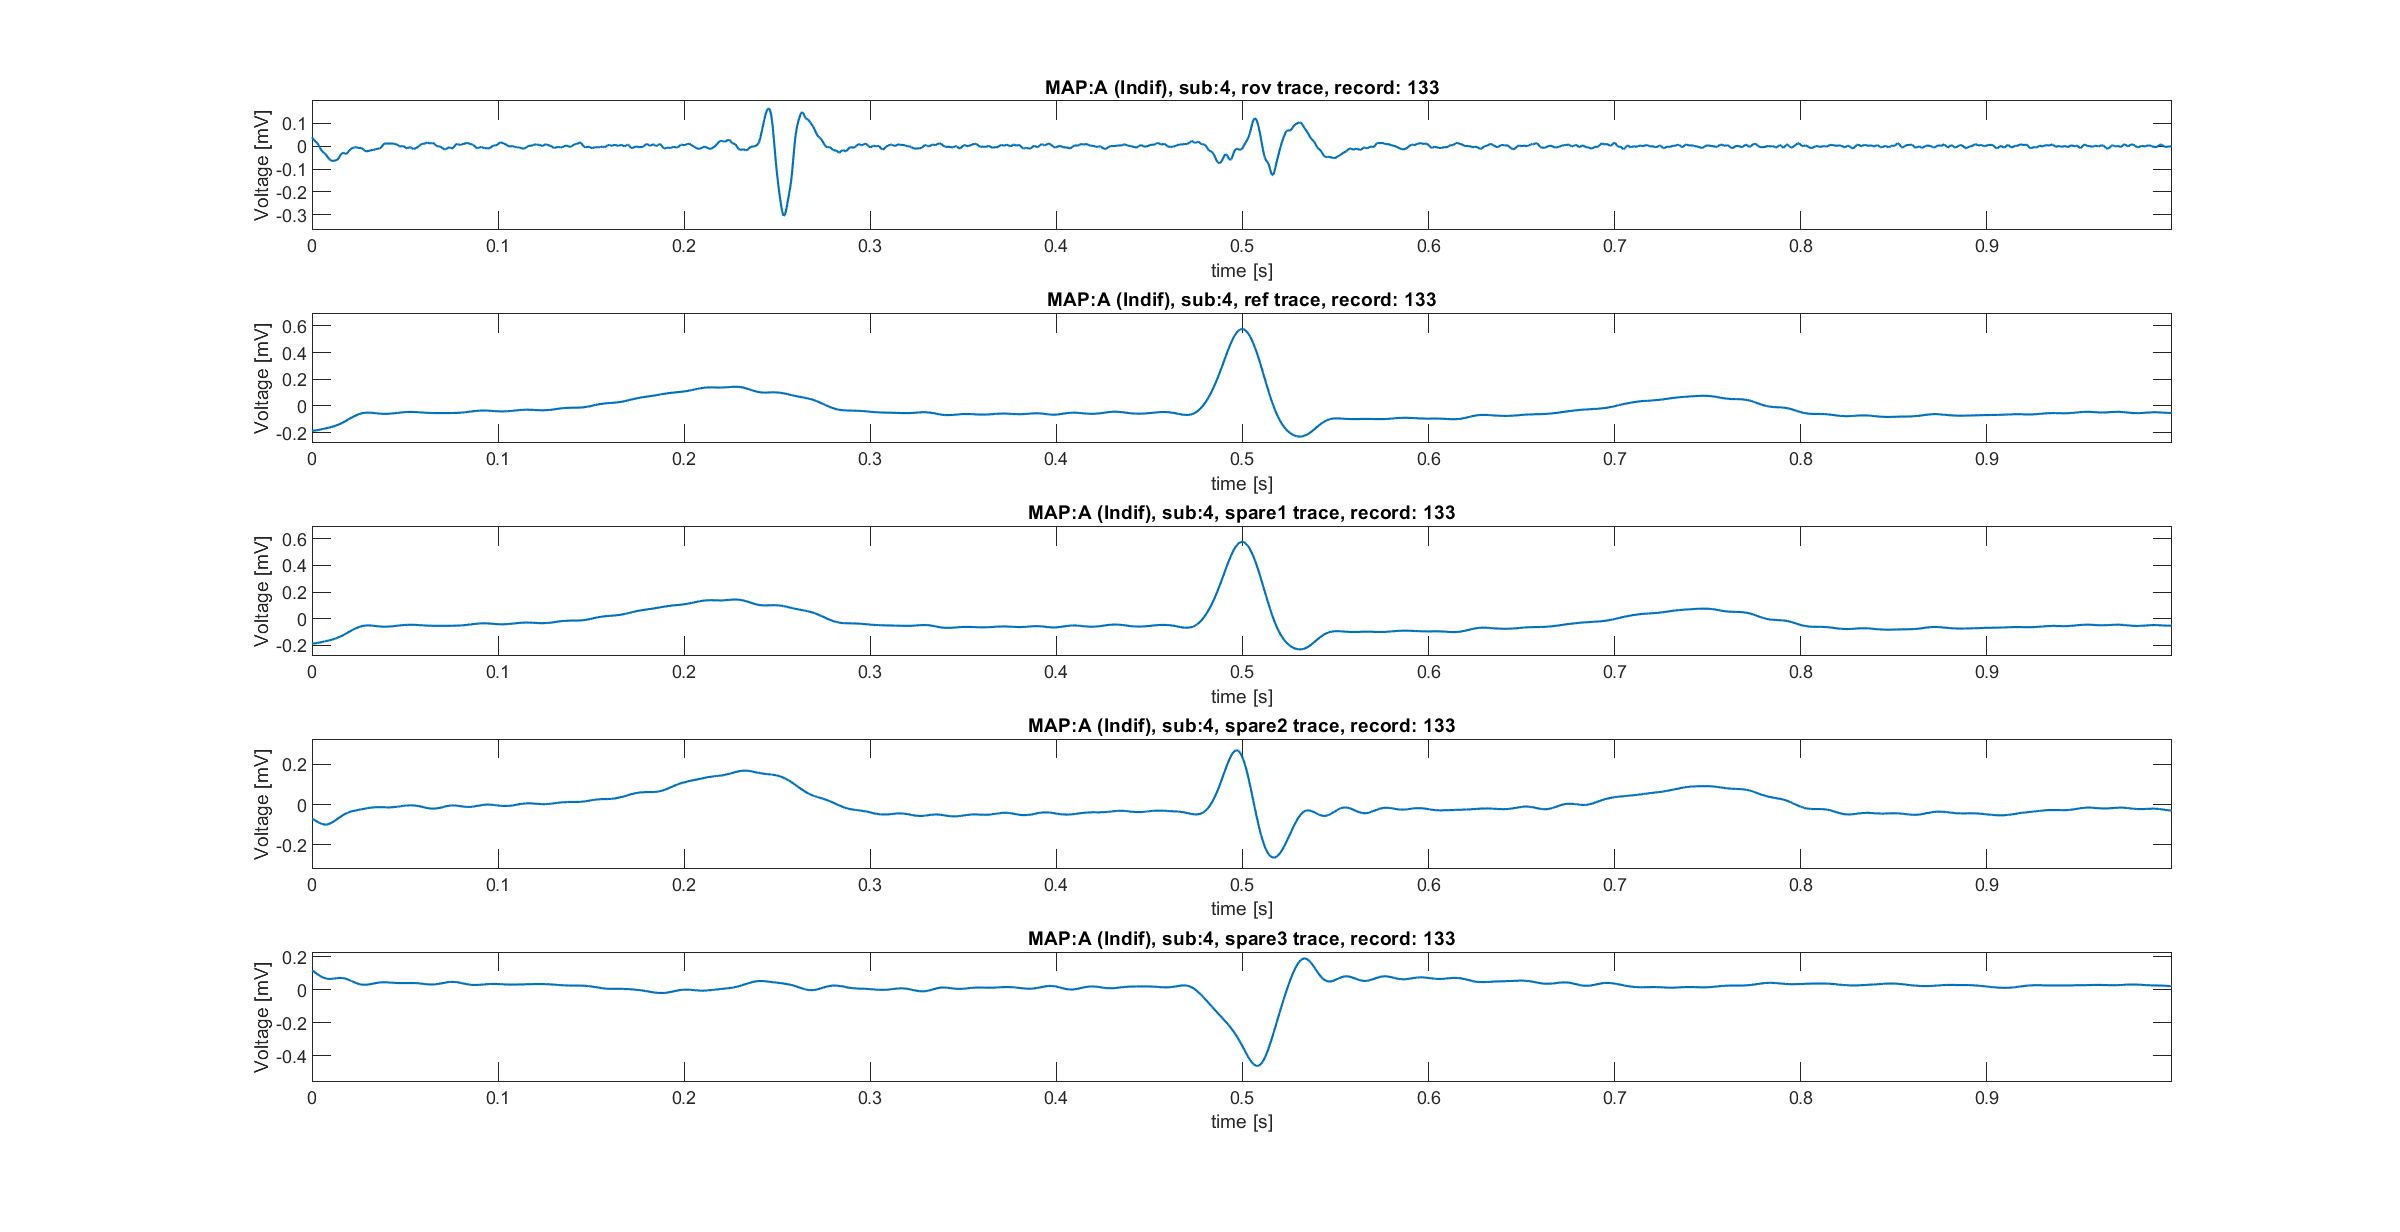 MAP:A (Indif), sub:4, rov trace, record: 133
Voltage [mV]
0.1
0
-0.1
-0.2
-0.3
0 0.1 0.2 0.3 0.4 0.5 0.6 0.7 0.8 0.9
time [s]
MAP:A (Indif), sub:4, ref trace, record: 133
Voltage [mV]
0.6
0.4
0.2
0
-0.2
0 0.1 0.2 0.3 0.4 0.5 0.6 0.7 0.8 0.9
time [s]
MAP:A (Indif), sub:4, spare1 trace, record: 133
Voltage [mV]
0.6
0.4
0.2
0
-0.2
0 0.1 0.2 0.3 0.4 0.5 0.6 0.7 0.8 0.9
time [s]
MAP:A (Indif), sub:4, spare2 trace, record: 133
Voltage [mV]
0.2
0
-0.2
0 0.1 0.2 0.3 0.4 0.5 0.6 0.7 0.8 0.9
time [s]
MAP:A (Indif), sub:4, spare3 trace, record: 133
Voltage [mV]
0.2
0
-0.2
-0.4
0 0.1 0.2 0.3 0.4 0.5 0.6 0.7 0.8 0.9
time [s]